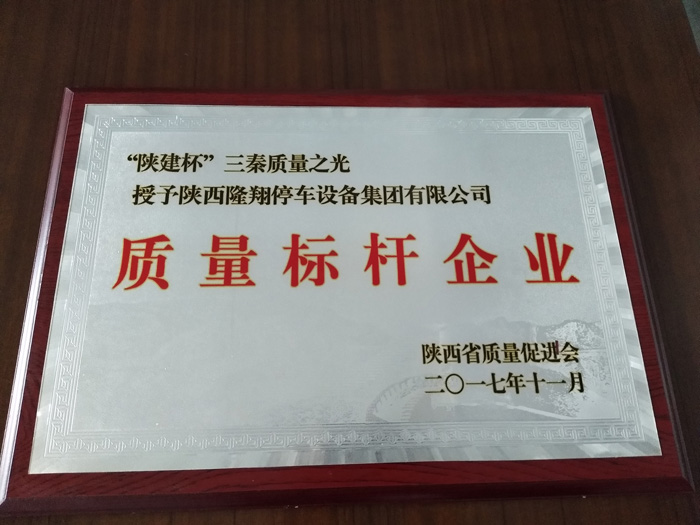 “陕建杯”三秦质量之光
授予陕西隆翔停车设备集团有限公司
质量标杆企业
陕西省质量促进会
二〇一七年十一月